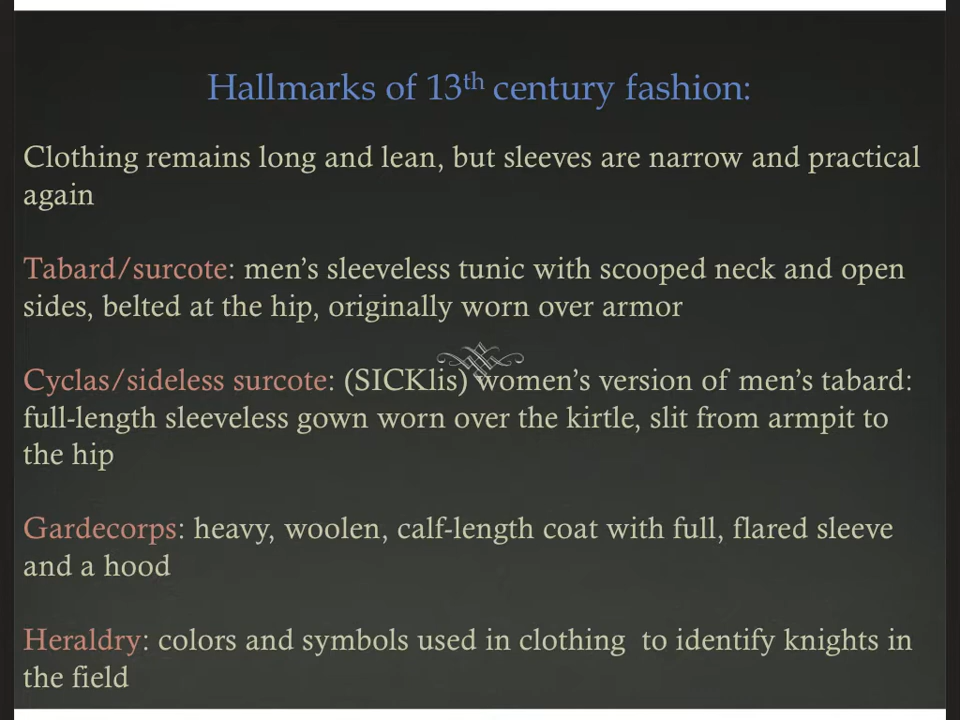 Hallmarks of 13th century fashion:
Clothing remains long and lean, but sleeves are narrow and practical
again
Tabard/surcote: men's sleeveless tunic with scooped neck and open
sides, belted at the hip, originally worn over armor
Cyclas/sideless surcote: (SICKlis) women's version of men's tabard:
full-length sleeveless gown worn over the kirtle, slit from armpit to
the hip
Gardecorps: heavy, woolen, calf-length coat with full, flared sleeve
and a hood
Heraldry: colors and symbols used in clothing  to identify knights in
the field